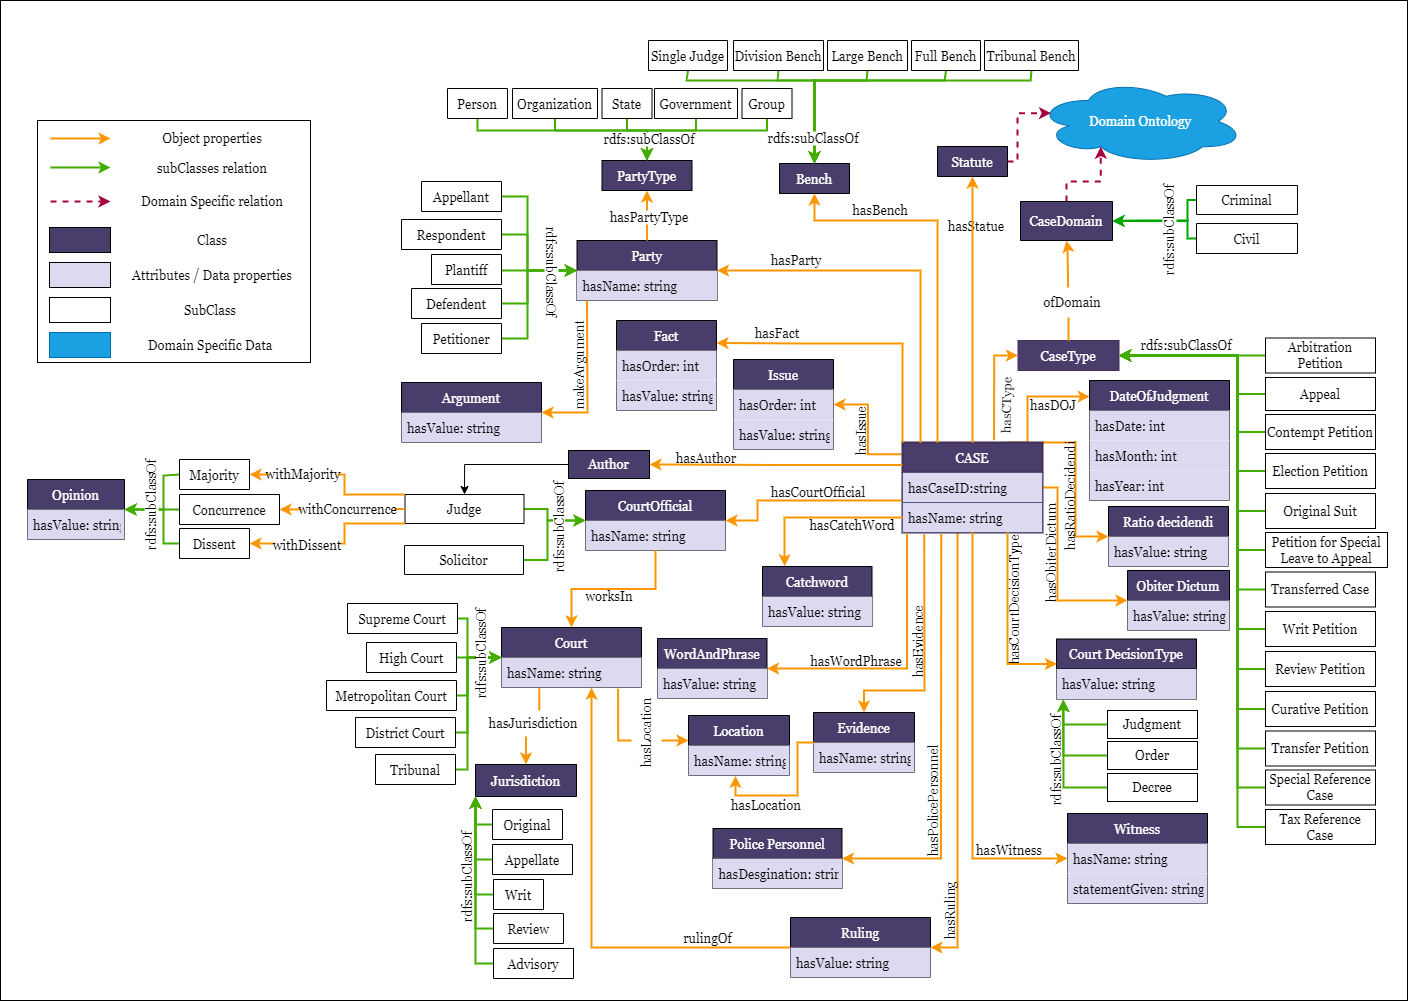 Single Judge
Division Bench
Large Bench
Full Bench
Tribunal Bench
Person
Organization
State
Government
Group
rdfs:subClassOf
rdfs:subClassOf
Domain Ontology
Object properties
subClasses relation
Domain Specific relation
Class
Attributes / Data properties
SubClass
Domain Specific Data
PartyType
Bench
Statute
CaseDomain
rdfs:subClassOf
Criminal
Civil
hasPartyType
hasBench
hasStatue
Appellant
Respondent
Plantiff
Defendent
Petitioner
rdfs:subClassOf
Party
hasName: string
hasParty
ofDomain
makeArgument
Fact
hasOrder: int
hasValue: string
hasFact
Issue
hasOrder: int
hasValue: string
hasIssue
CaseType
rdfs:subClassOf
hasCType
hasDOJ
DateOfJudgment
hasDate: int
hasMonth: int
hasYear: int
Arbitration
Petition
Appeal
Contempt Petition
Election Petition
Original Suit
Petition for Special
Leave to Appeal
Transferred Case
Writ Petition
Review Petition
Curative Petition
Transfer Petition
Special Reference
Case
Tax Reference
Case
Argument
hasValue: string
Author
hasAuthor
CASE
hasCaseID:string
hasName: string
hasRatioDecidendi
Ratio decidendi
hasValue: string
hasObiterDictum
Obiter Dictum
hasValue: string
Opinion
hasValue: strin
rdfs:subClassOf
Majority
Concurrence
Dissent
withMajority
withConcurrence
withDissent
Judge
Solicitor
rdfs:subClassOf
CourtOfficial
hasName: string
hasCourtOfficial
hasCatchWord
Catchword
hasValue: string
worksIn
hasCourtDecisionType
Court DecisionType
hasValue: string
rdfs:subClassOf
Judgment
Order
Decree
Supreme Court
High Court
Metropolitan Court
District Court
Tribunal
rdfs:subClassOf
Court
hasName: string
WordAndPhrase
hasValue: string
hasWordPhrase
hasEvidence
hasJurisdiction
hasLocation
Location
hasName: string
Evidence
hasName: string
hasLocation
Jurisdiction
rdfs:subClassOf
Original
Appellate
Writ
Review
Advisory
Police Personnel
hasDesgination: strin
hasPolicePersonnel
hasWitness
Witness
hasName: string
statementGiven: string
hasRuling
rulingOf
Ruling
hasValue: string